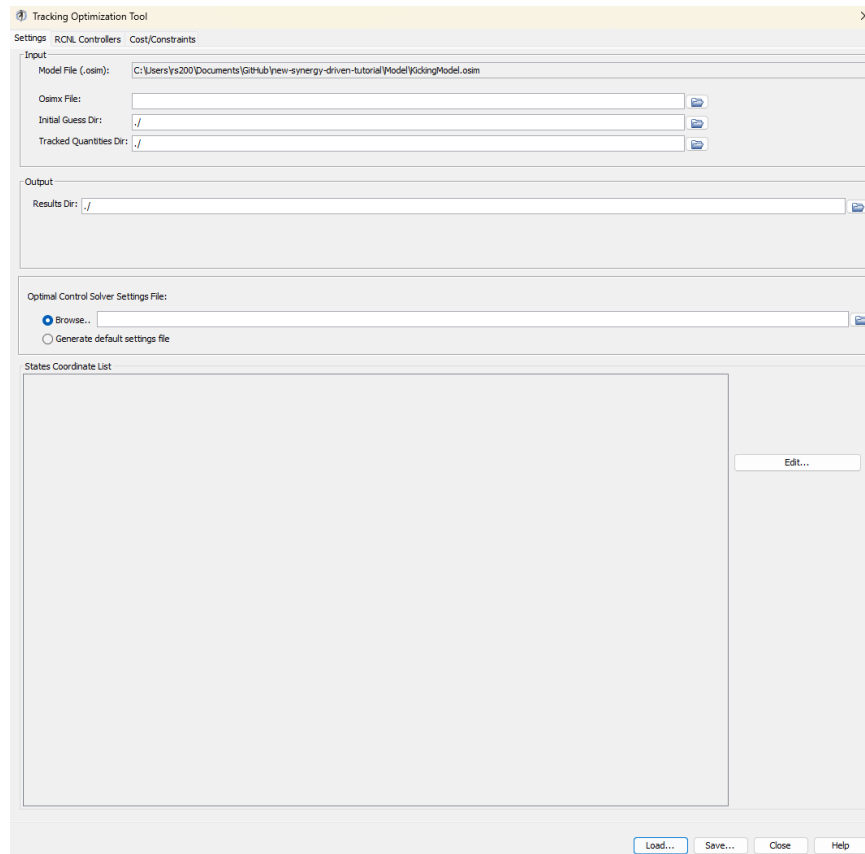 Tracking Optimization Tool
Settings RCNL Controllers Cost/Constraints
Input
Model File (.osim): C:\Users\rs200\Documents\GitHub\new-synergy-driven-tutorial\Model\KickingModel.osim
Osimx File:
Initial Guess Dir: ./
Tracked Quantities Dir: ./
Output
Results Dir: ./
Optimal Control Solver Settings File:
Browse..
Generate default settings file
States Coordinate List
Edit...
Load... Save... Close Help